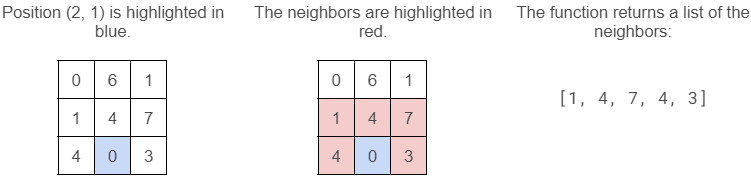 Position (2, 1) is highlighted in
blue.
0 6 1
1 4 7
4 0 3
The neighbors are highlighted in
red.
0 6 1
1 4 7
4 0 3
The function returns a list of the
neighbors:
[1, 4, 7, 4, 3]